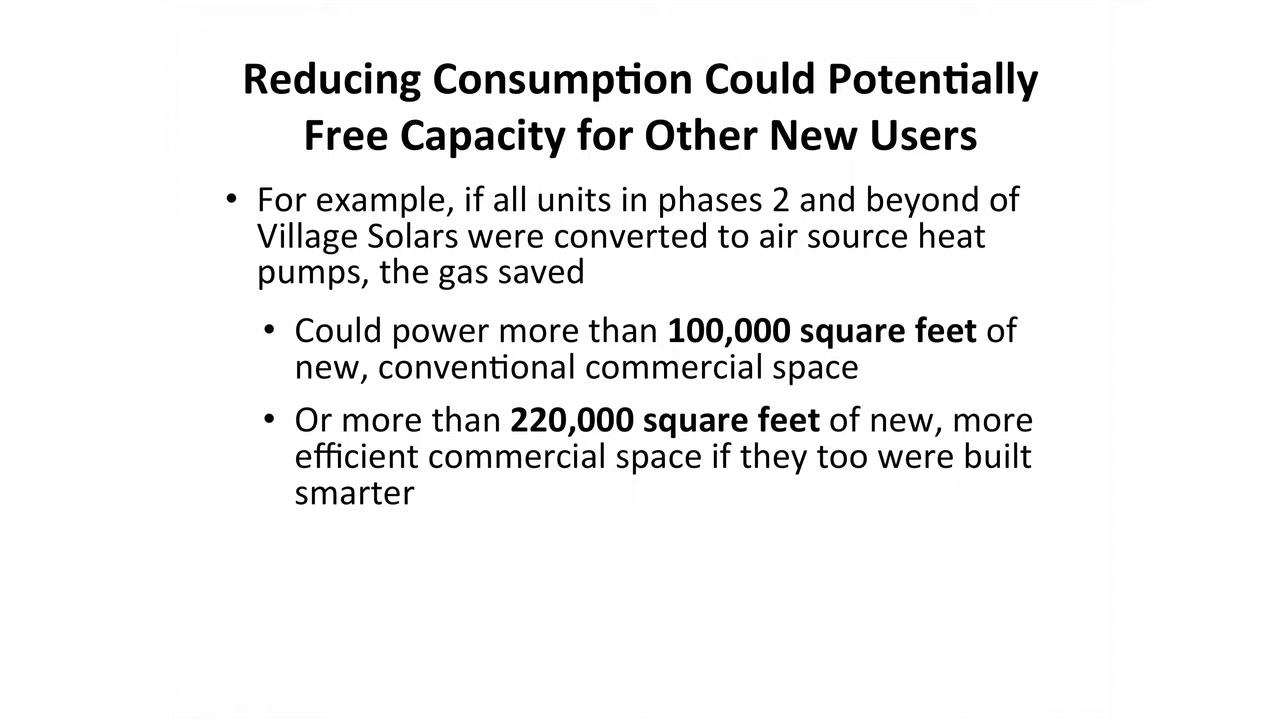 Reducing Consumption Could Potentially
Free Capacity for Other New Users
• For example, if all units in phases 2 and beyond of
Village Solars were converted to air source heat
pumps, the gas saved
• Could power more than 100,000 square feet of
new, conventional commercial space
• Or more than 220,000 square feet of new, more
efficient commercial space if they too were built
smarter